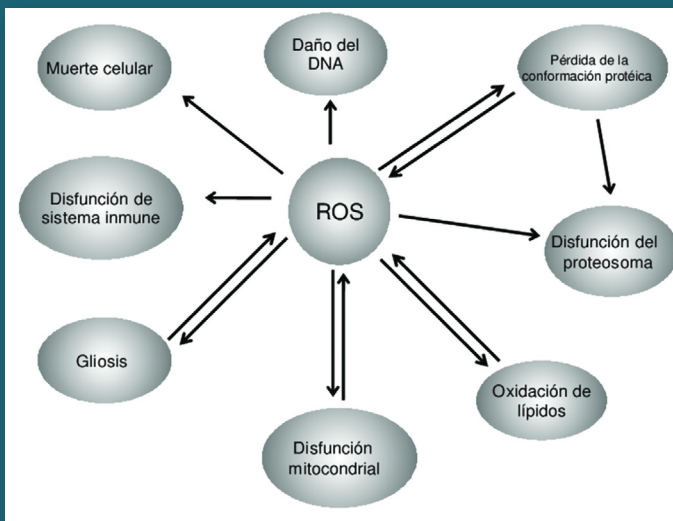 Muerte celular
Daño del
DNA
Pérdida de la
conformación protéica
Disfunción de
sistema inmune
ROS
Disfunción del
proteosoma
Gliosis
Oxidación de
lípidos
Disfunción
mitocondrial